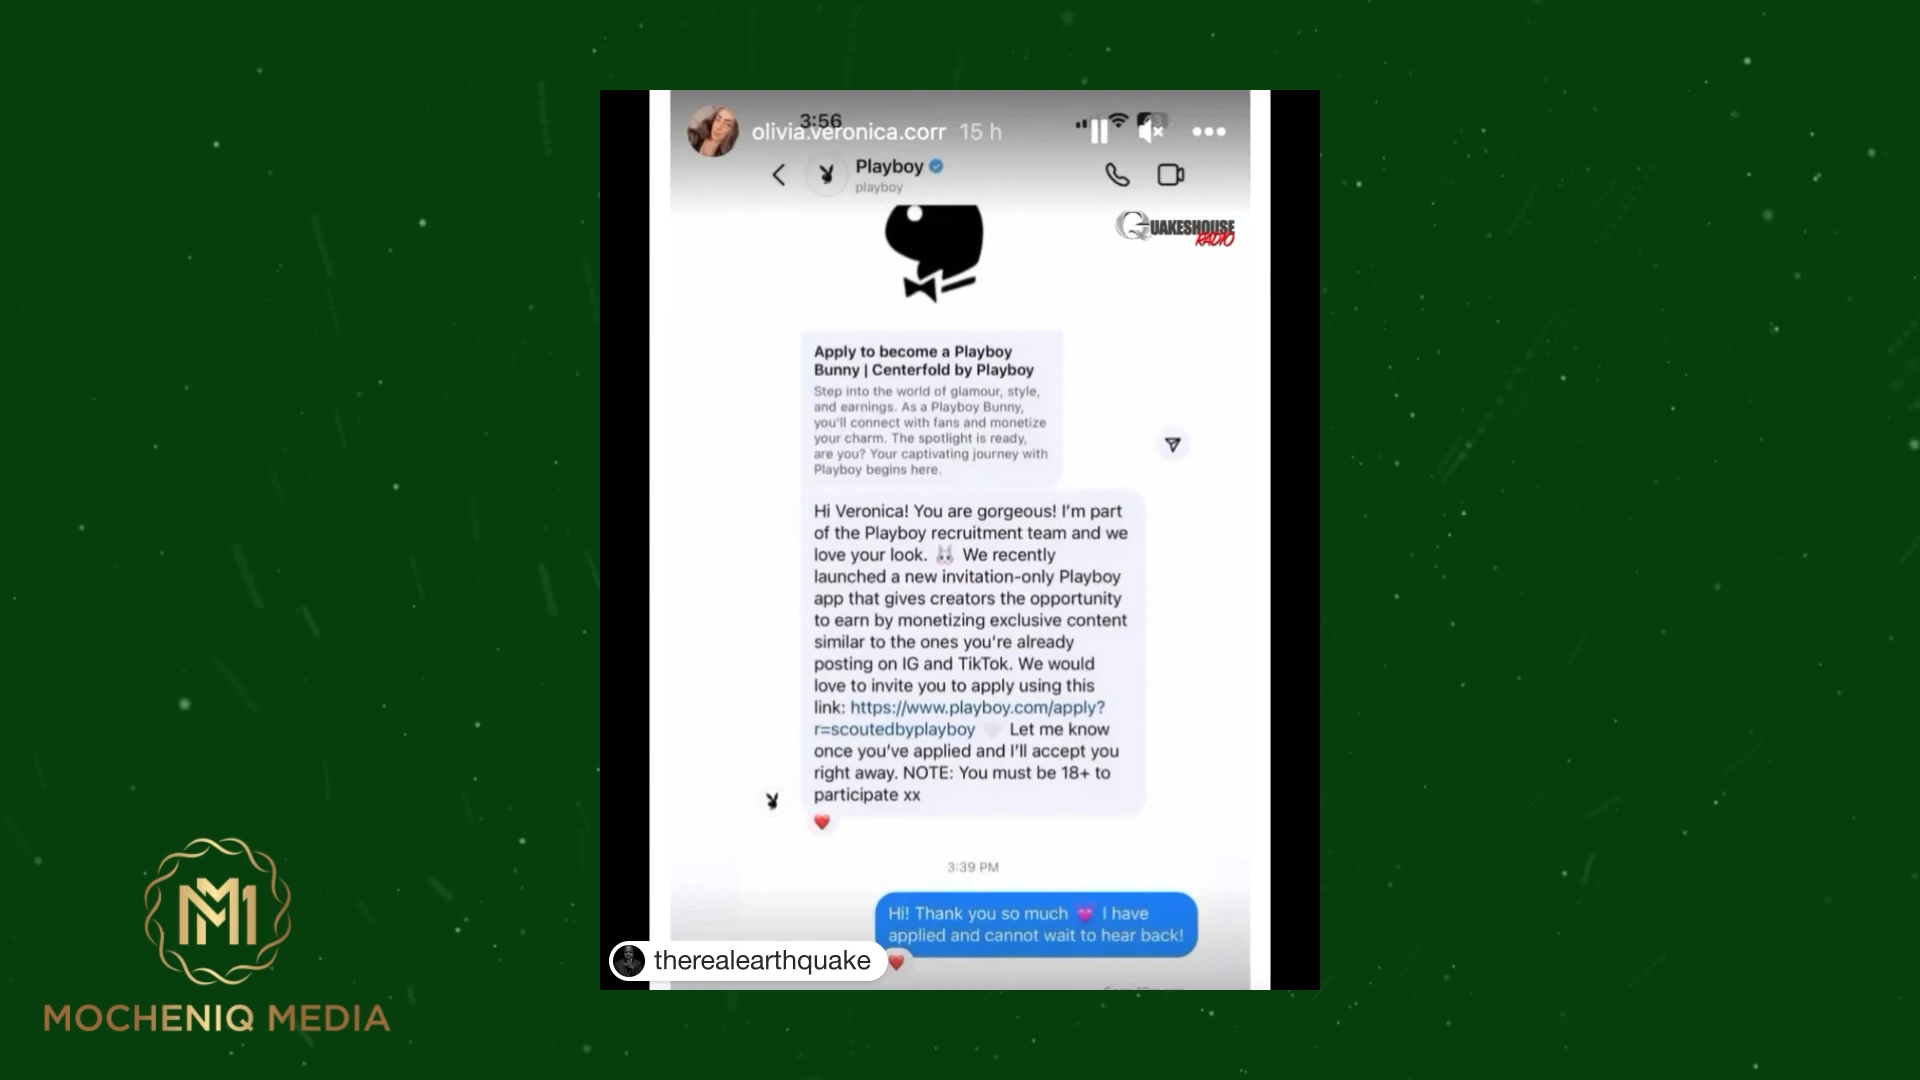 3:56
olivia.veronica.corr 15 h
Playboy
playboy
QUAKESHOUSE
RADIO
Apply to become a Playboy
Bunny | Centerfold by Playboy
Step into the world of glamour, style,
and earnings. As a Playboy Bunny,
you'll connect with fans and monetize
your charm. The spotlight is ready,
are you? Your captivating journey with
Playboy begins here.
Hi Veronica! You are gorgeous! I'm part
of the Playboy recruitment team and we
love your look. 🐰 We recently
launched a new invitation-only Playboy
app that gives creators the opportunity
to earn by monetizing exclusive content
similar to the ones you're already
posting on IG and TikTok. We would
love to invite you to apply using this
link: https://www.playboy.com/apply?
r=scoutedbyplayboy 🤍 Let me know
once you've applied and I'll accept you
right away. NOTE: You must be 18+ to
participate xx
❤️
3:39 PM
Hi! Thank you so much 💓 I have
applied and cannot wait to hear back!
therealearthquake ❤️
MM
MOCHENIQ MEDIA